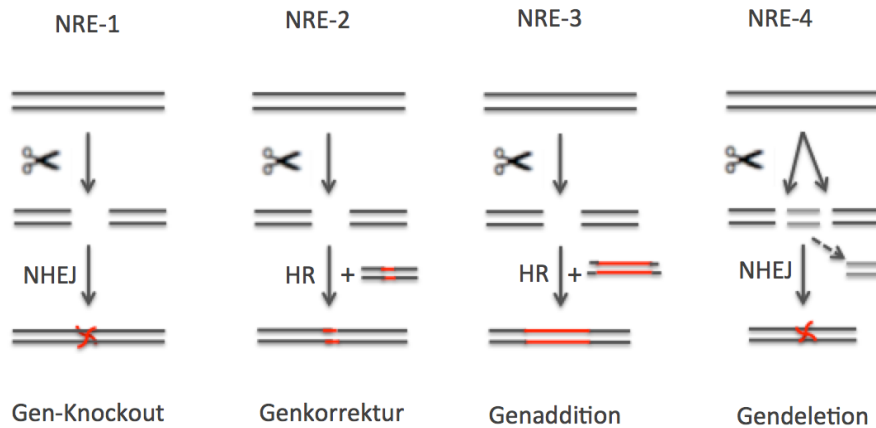 NRE-1 NRE-2 NRE-3 NRE-4
NHEJ HR + HR + NHEJ
Gen-Knockout Genkorrektur Genaddition Gendeletion